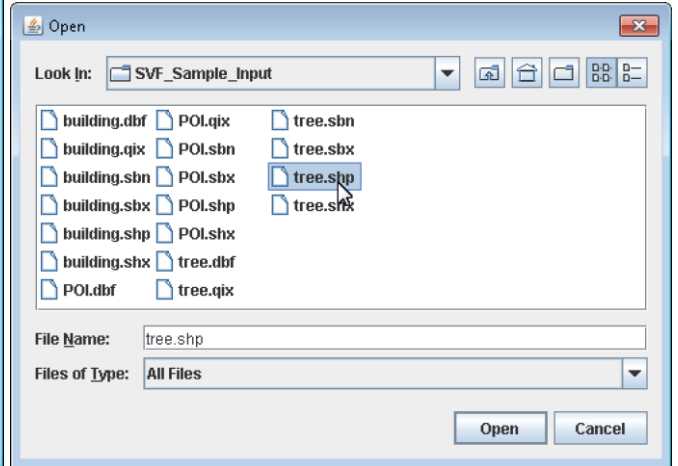 Open
Look In: SVF_Sample_Input
building.dbf POI.qix tree.sbn
building.qix POI.sbn tree.sbx
building.sbn POI.sbx tree.shp
building.sbx POI.shp tree.shx
building.shp POI.shx
building.shx tree.dbf
POI.dbf tree.qix
File Name: tree.shp
Files of Type: All Files
Open Cancel